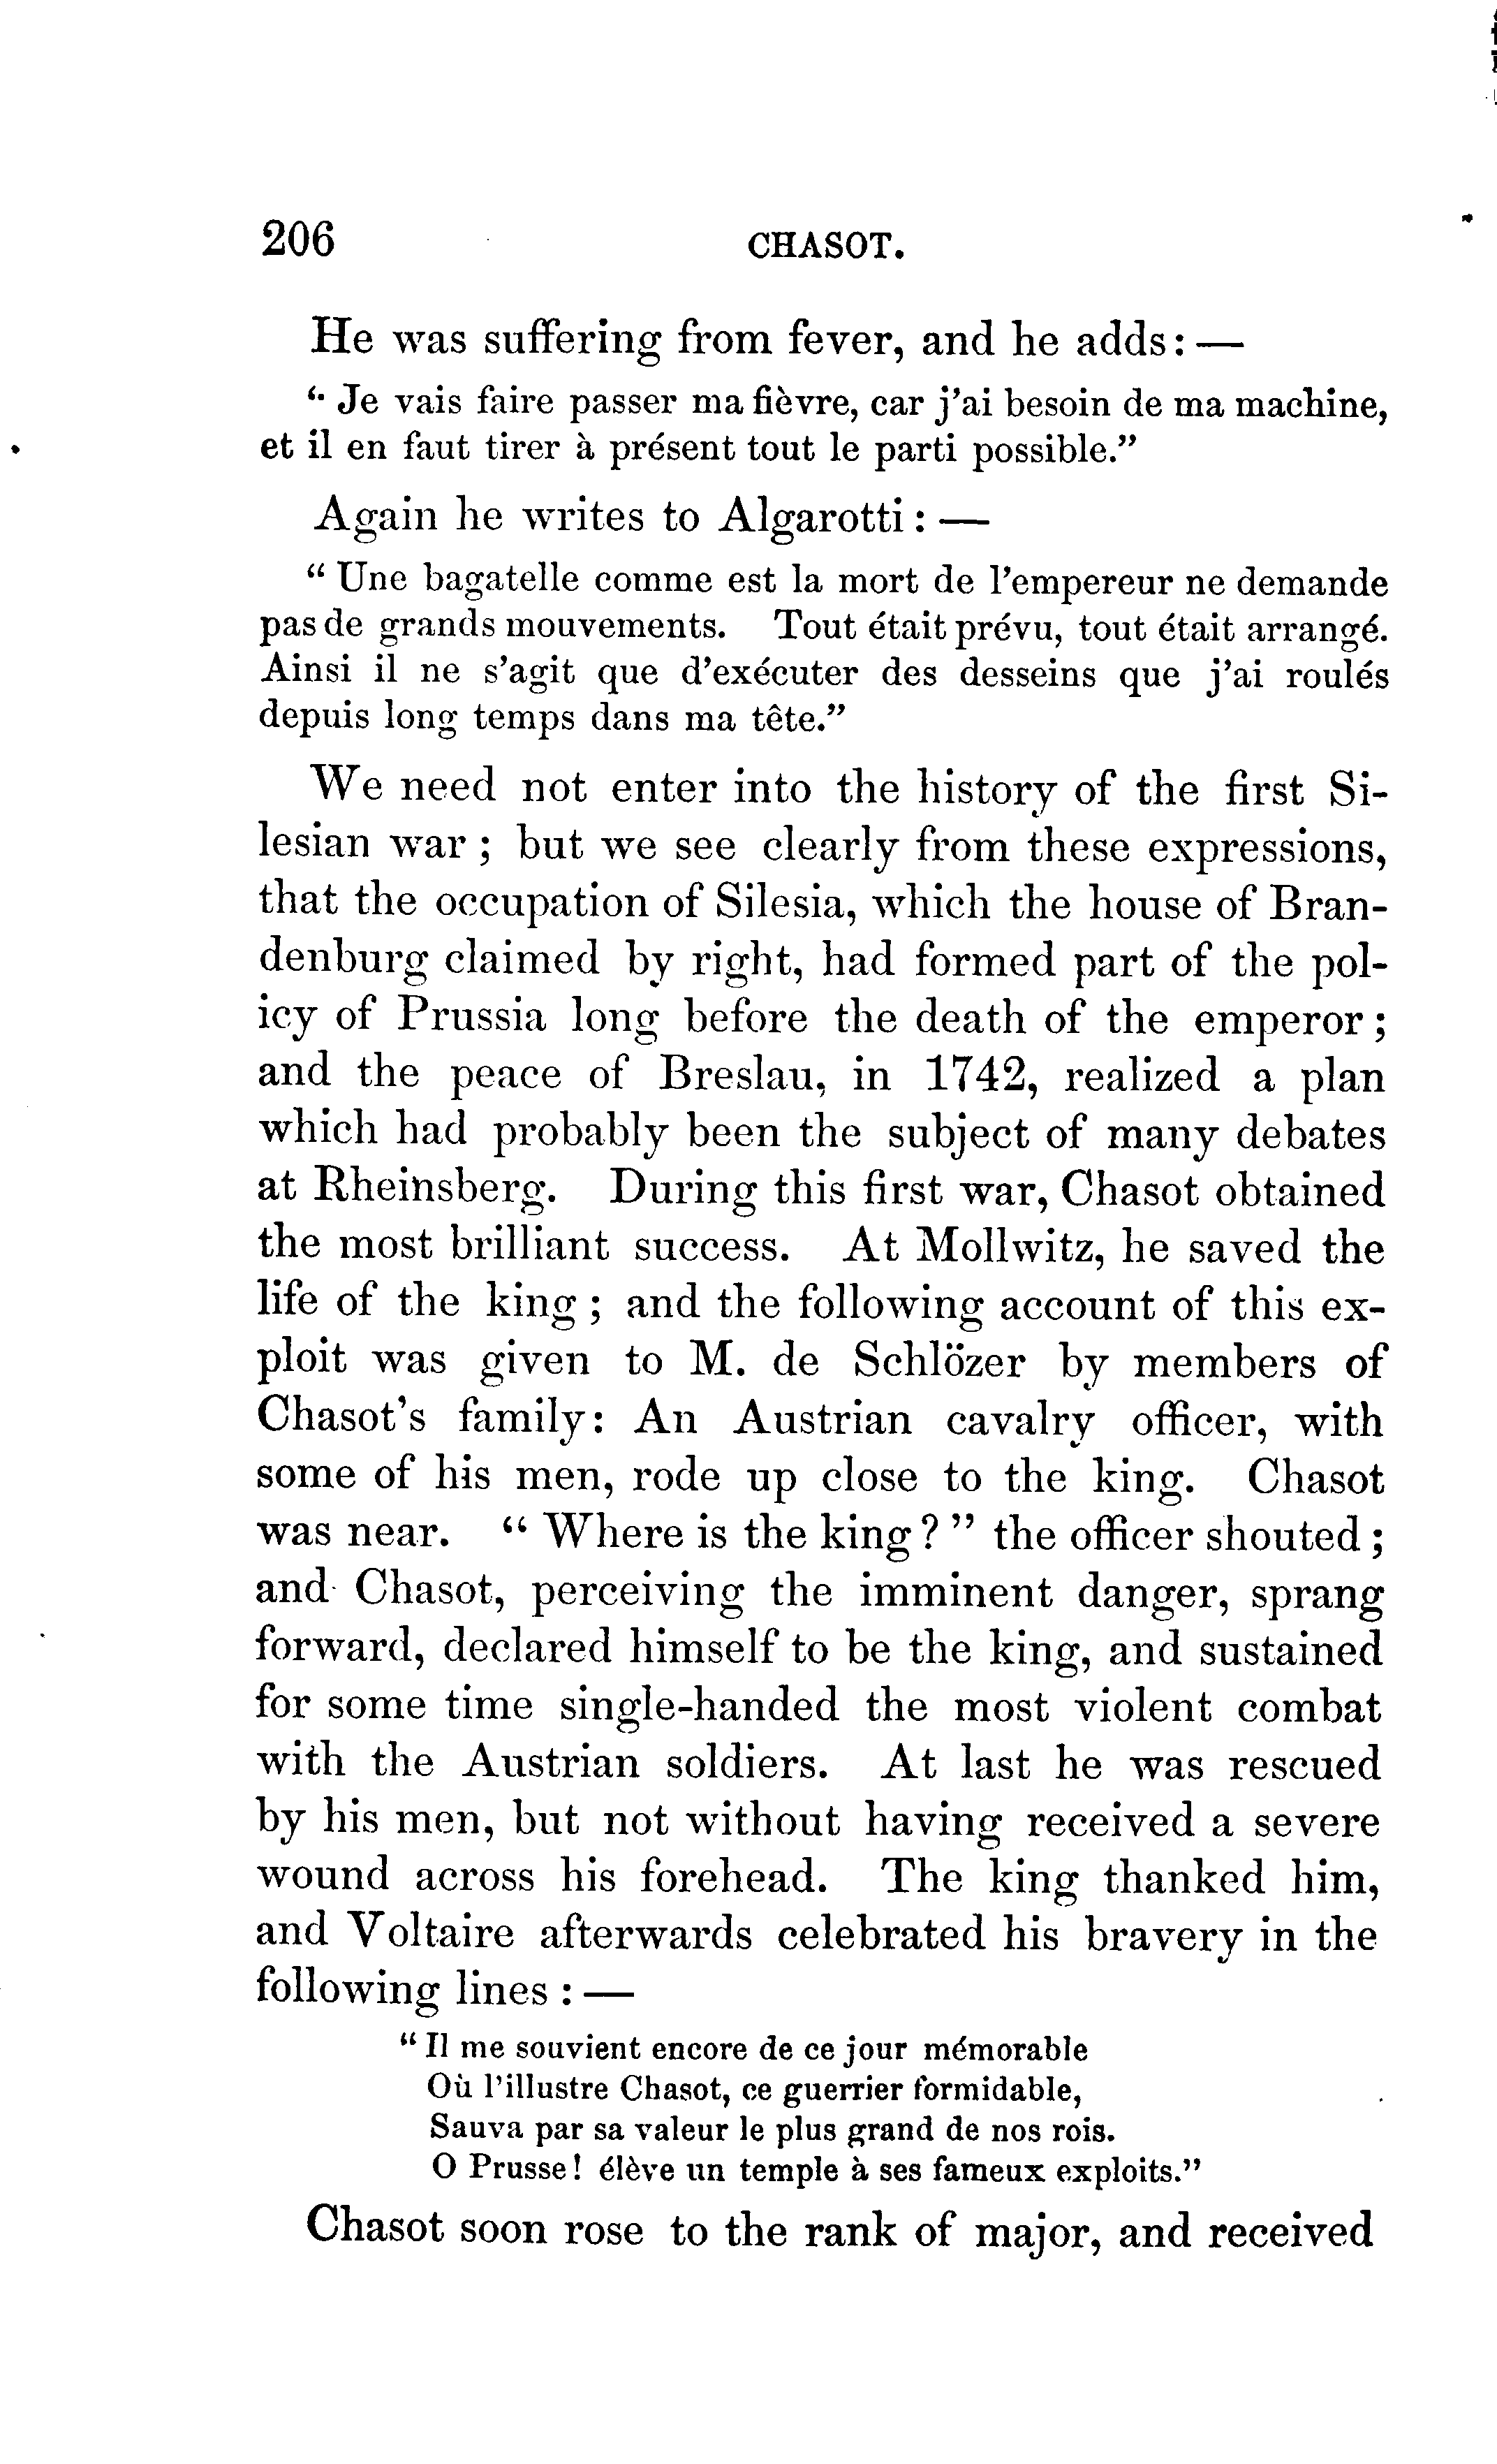 206 CHASOT.
He was suffering from fever, and he adds: —
“ Je vais faire passer ma fièvre, car j’ai besoin de ma machine,
et il en faut tirer à présent tout le parti possible.”
Again he writes to Algarotti : —
“ Une bagatelle comme est la mort de l’empereur ne demande
pas de grands mouvements. Tout était prévu, tout était arrangé.
Ainsi il ne s’agit que d’exécuter des desseins que j’ai roulés
depuis long temps dans ma tête.”
We need not enter into the history of the first Si-
lesian war ; but we see clearly from these expressions,
that the occupation of Silesia, which the house of Bran-
denburg claimed by right, had formed part of the pol-
icy of Prussia long before the death of the emperor ;
and the peace of Breslau, in 1742, realized a plan
which had probably been the subject of many debates
at Rheinsberg. During this first war, Chasot obtained
the most brilliant success. At Mollwitz, he saved the
life of the king ; and the following account of this ex-
ploit was given to M. de Schlözer by members of
Chasot’s family: An Austrian cavalry officer, with
some of his men, rode up close to the king. Chasot
was near. “ Where is the king ? ” the officer shouted ;
and Chasot, perceiving the imminent danger, sprang
forward, declared himself to be the king, and sustained
for some time single-handed the most violent combat
with the Austrian soldiers. At last he was rescued
by his men, but not without having received a severe
wound across his forehead. The king thanked him,
and Voltaire afterwards celebrated his bravery in the
following lines : —
“ Il me souvient encore de ce jour mémorable
Où l’illustre Chasot, ce guerrier formidable,
Sauva par sa valeur le plus grand de nos rois.
O Prusse ! élève un temple à ses fameux exploits.”
Chasot soon rose to the rank of major, and received